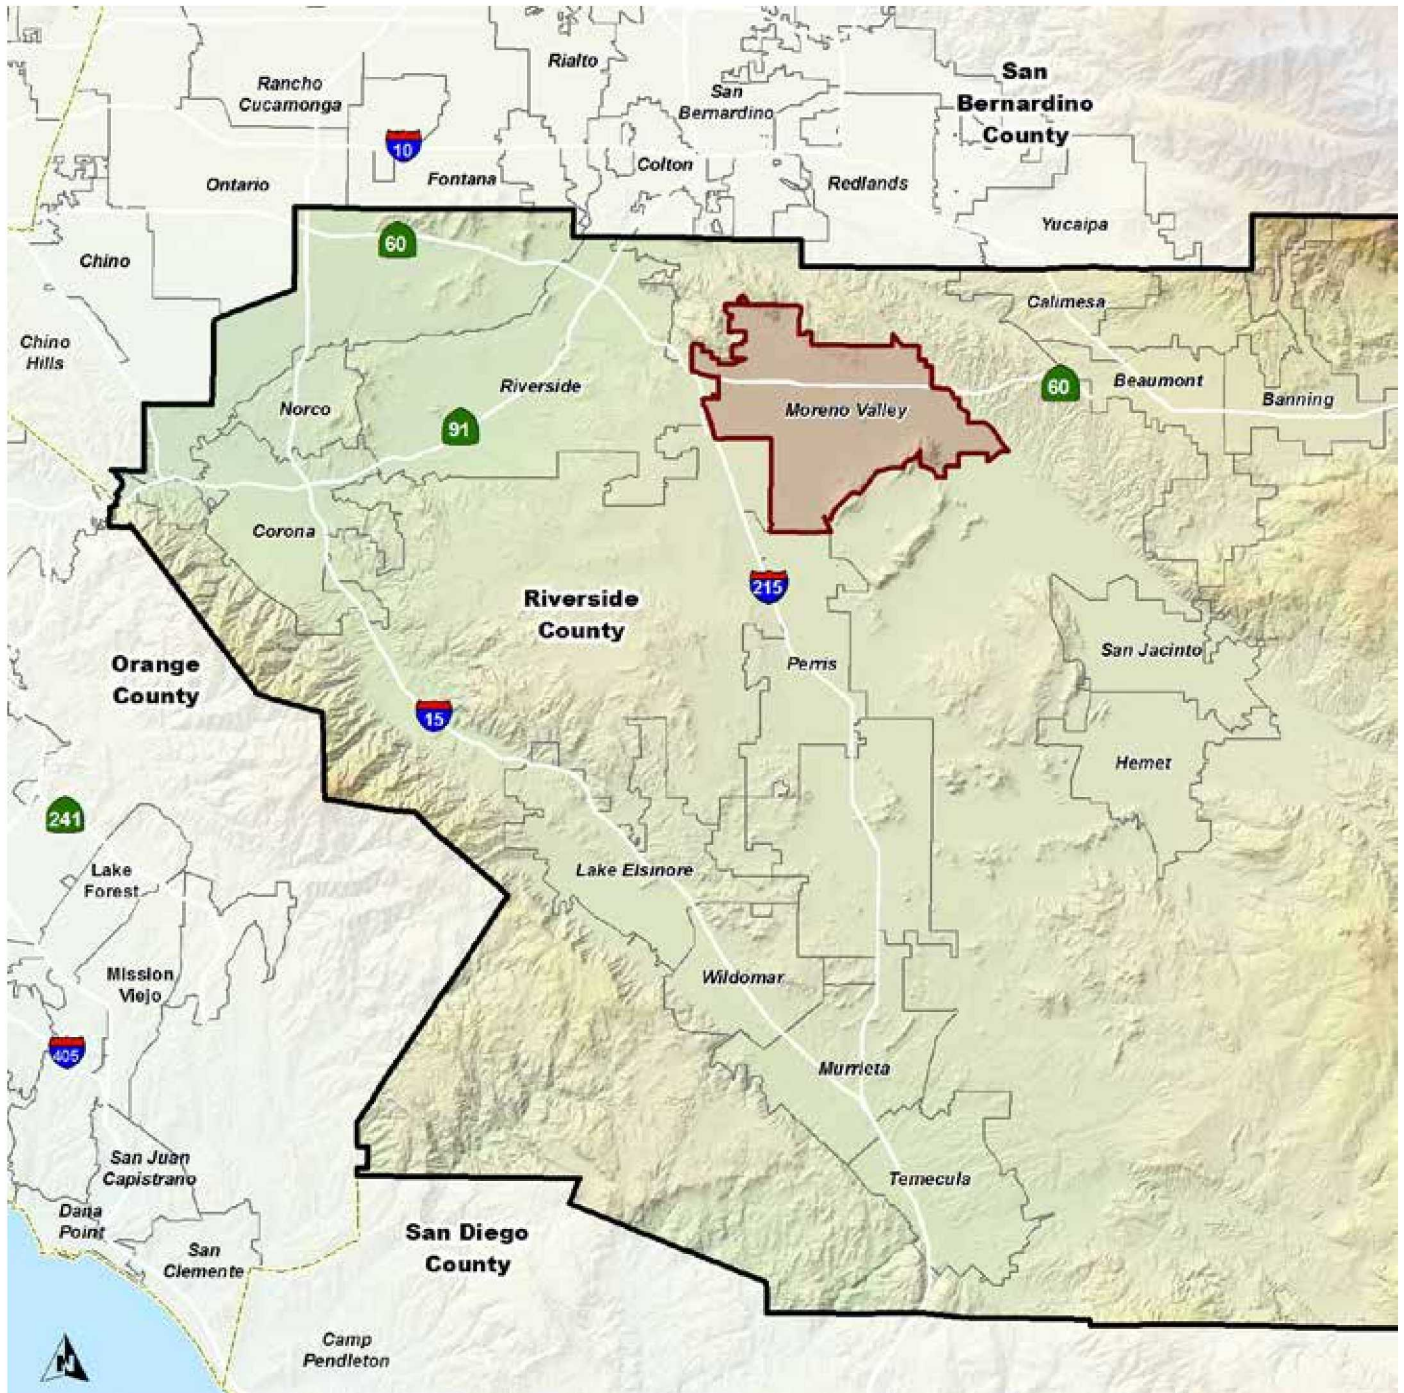 Rialto
San
Bernardino
County
Rancho
Cucamonga
San
Bernardino
10
Colton
Fontana
Ontario
Redlands
Yucaipa
60
Chino
Calimesa
Chino
Hills
Riverside
60
Beaumont
Banning
Norco
Moreno Valley
91
Corona
215
Riverside
County
San Jacinto
Orange
County
Perris
15
Hemet
241
Lake
Forest
Lake Elsinore
Mission
Viejo
Wildomar
405
Murrieta
San Juan
Capistrano
Temecula
Dana
Point
San Diego
County
San
Clemente
Camp
Pendleton
N